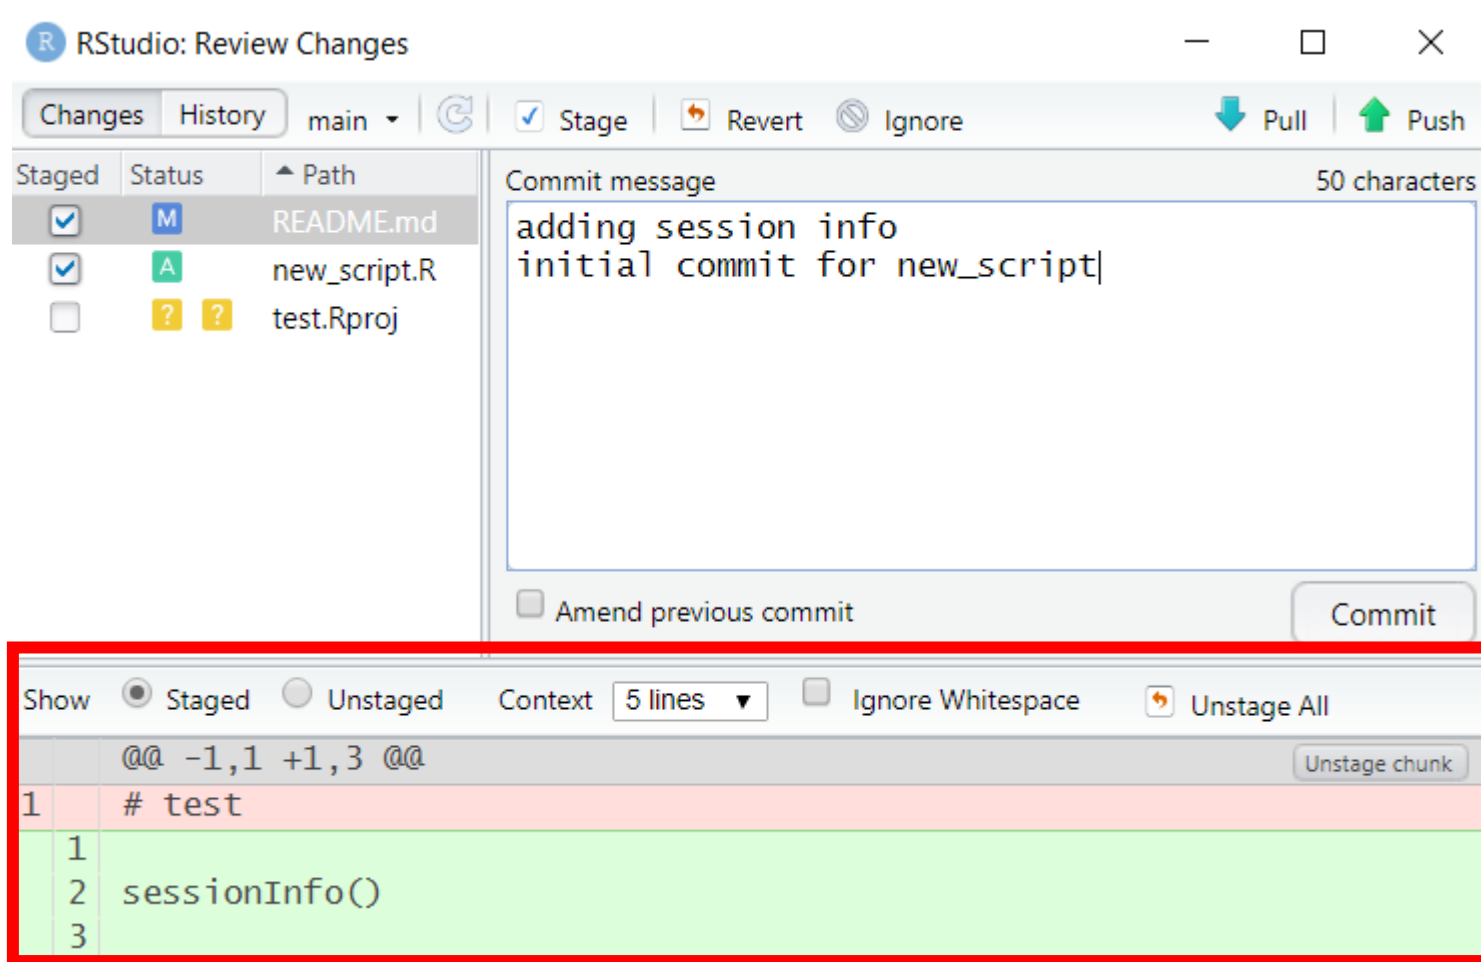 R RStudio: Review Changes
Changes History main Stage Revert Ignore Pull Push
Staged Status Path
M README.md
A new_script.R
? ? test.Rproj
Commit message 50 characters
adding session info
initial commit for new_script
Amend previous commit Commit
Show Staged Unstaged Context 5 lines Ignore Whitespace Unstage All
@@ -1,1 +1,3 @@ Unstage chunk
1 # test
1
2 sessionInfo()
3